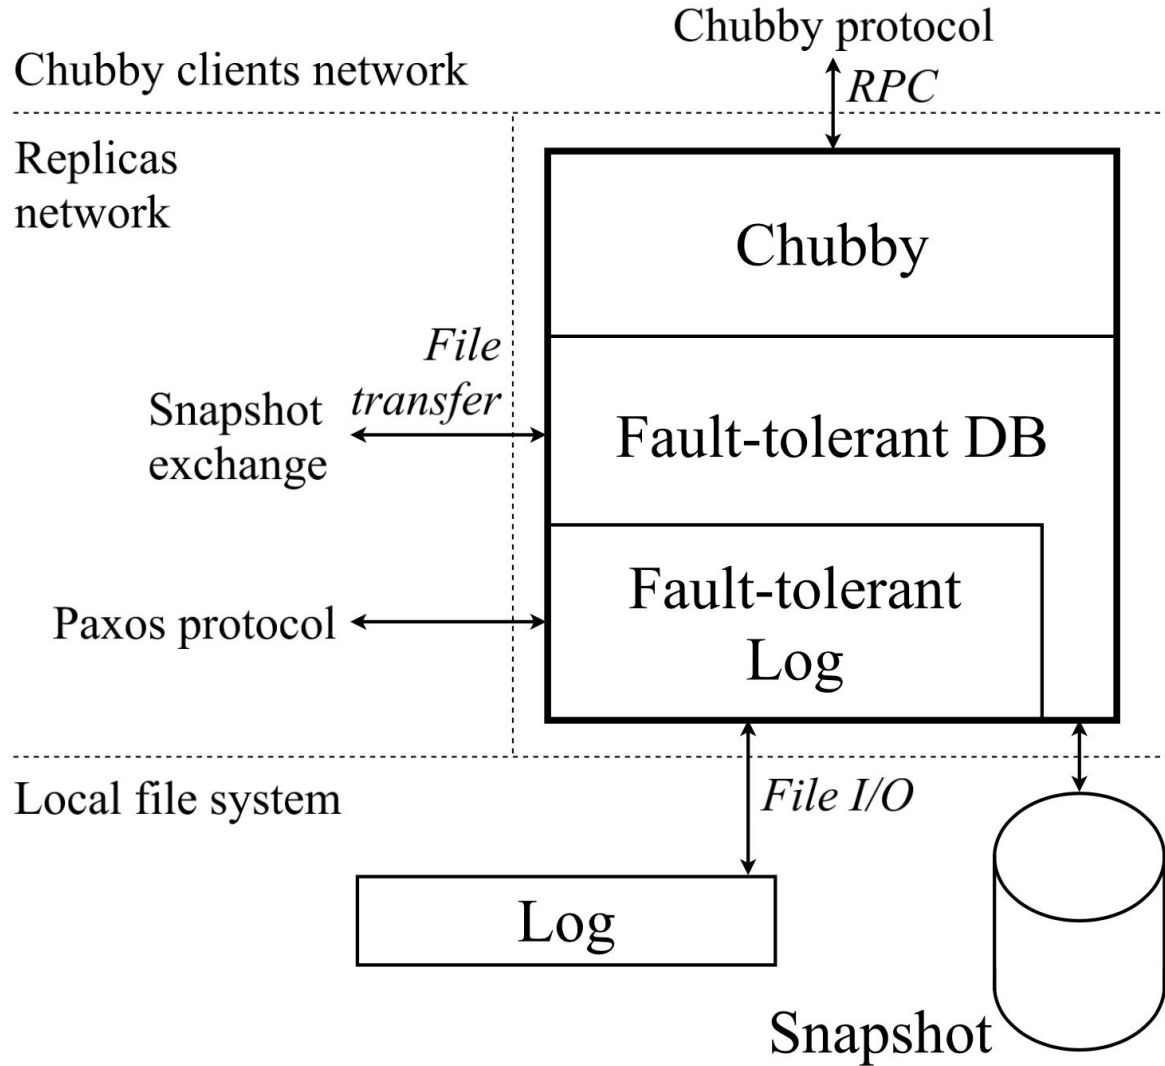 Chubby protocol
Chubby clients network
RPC
Replicas
network
Chubby
File
transfer
Snapshot
exchange
Fault-tolerant DB
Fault-tolerant
Log
Paxos protocol
Local file system
File I/O
Log
Snapshot